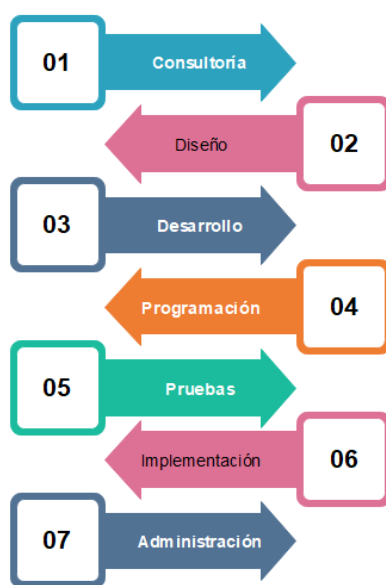 01
Consultoría
Diseño
02
03
Desarrollo
Programación
04
05
Pruebas
Implementación
06
07
Administración